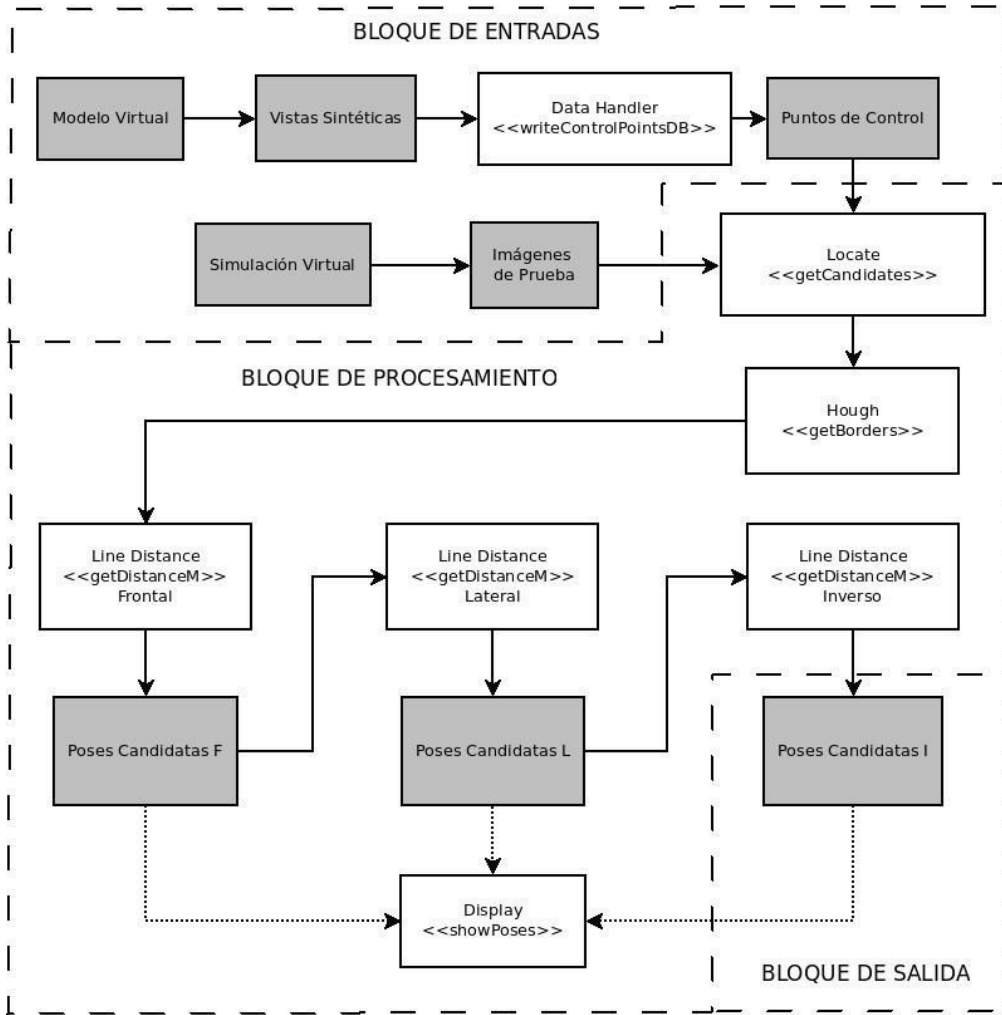 BLOQUE DE ENTRADAS
Modelo Virtual
Vistas Sintéticas
Data Handler
<<writeControlPointsDB>>
Puntos de Control
Simulación Virtual
Imágenes
de Prueba
Locate
<<getCandidates>>
BLOQUE DE PROCESAMIENTO
Hough
<<getBorders>>
Line Distance
<<getDistanceM>>
Frontal
Line Distance
<<getDistanceM>>
Lateral
Line Distance
<<getDistanceM>>
Inverso
Poses Candidatas F
Poses Candidatas L
Poses Candidatas I
Display
<<showPoses>>
BLOQUE DE SALIDA